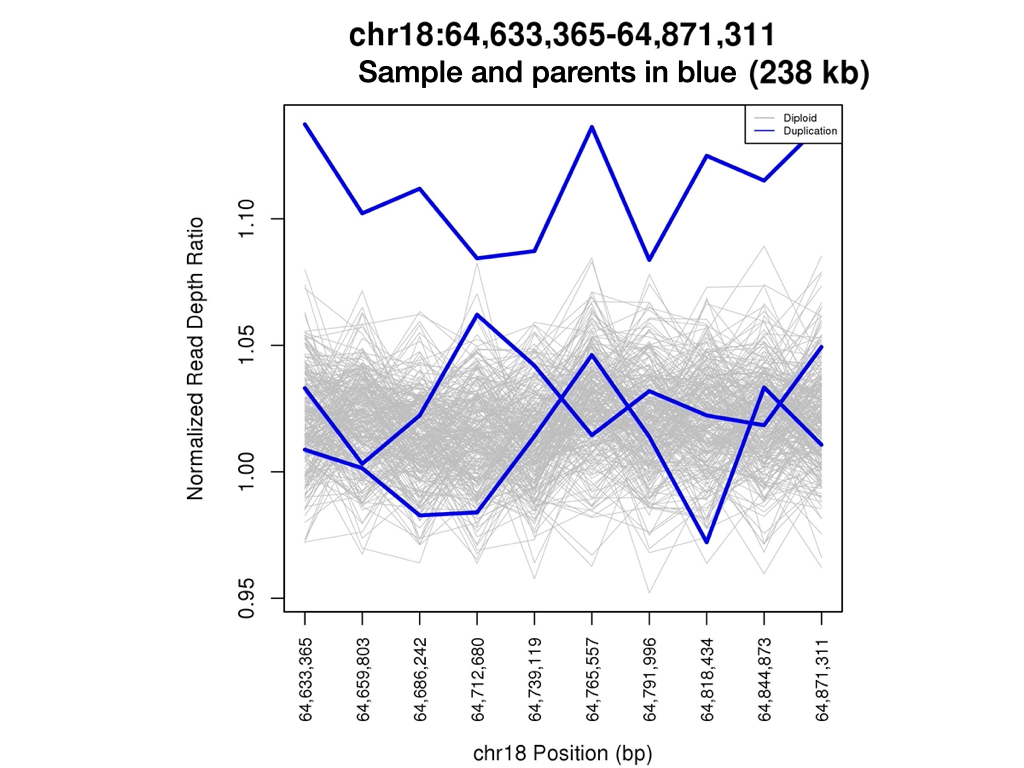 chr18:64,633,365-64,871,311
Sample and parents in blue (238 kb)
Diploid
Duplication
Normalized Read Depth Ratio
1.10
1.05
1.00
0.95
64,633,365
64,659,803
64,686,242
64,712,680
64,739,119
64,765,557
64,791,996
64,818,434
64,844,873
64,871,311
chr18 Position (bp)